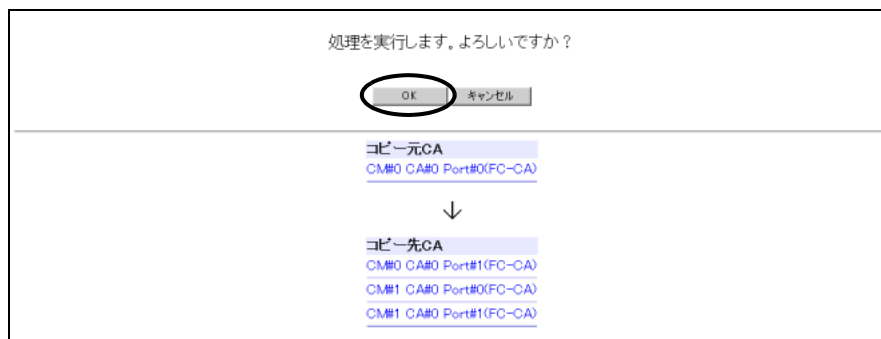 処理を実行します。よろしいですか?
OK キャンセル
コピー元CA
CM#0 CA#0 Port#0(FC-CA)
↓
コピー先CA
CM#0 CA#0 Port#1(FC-CA)
CM#1 CA#0 Port#0(FC-CA)
CM#1 CA#0 Port#1(FC-CA)